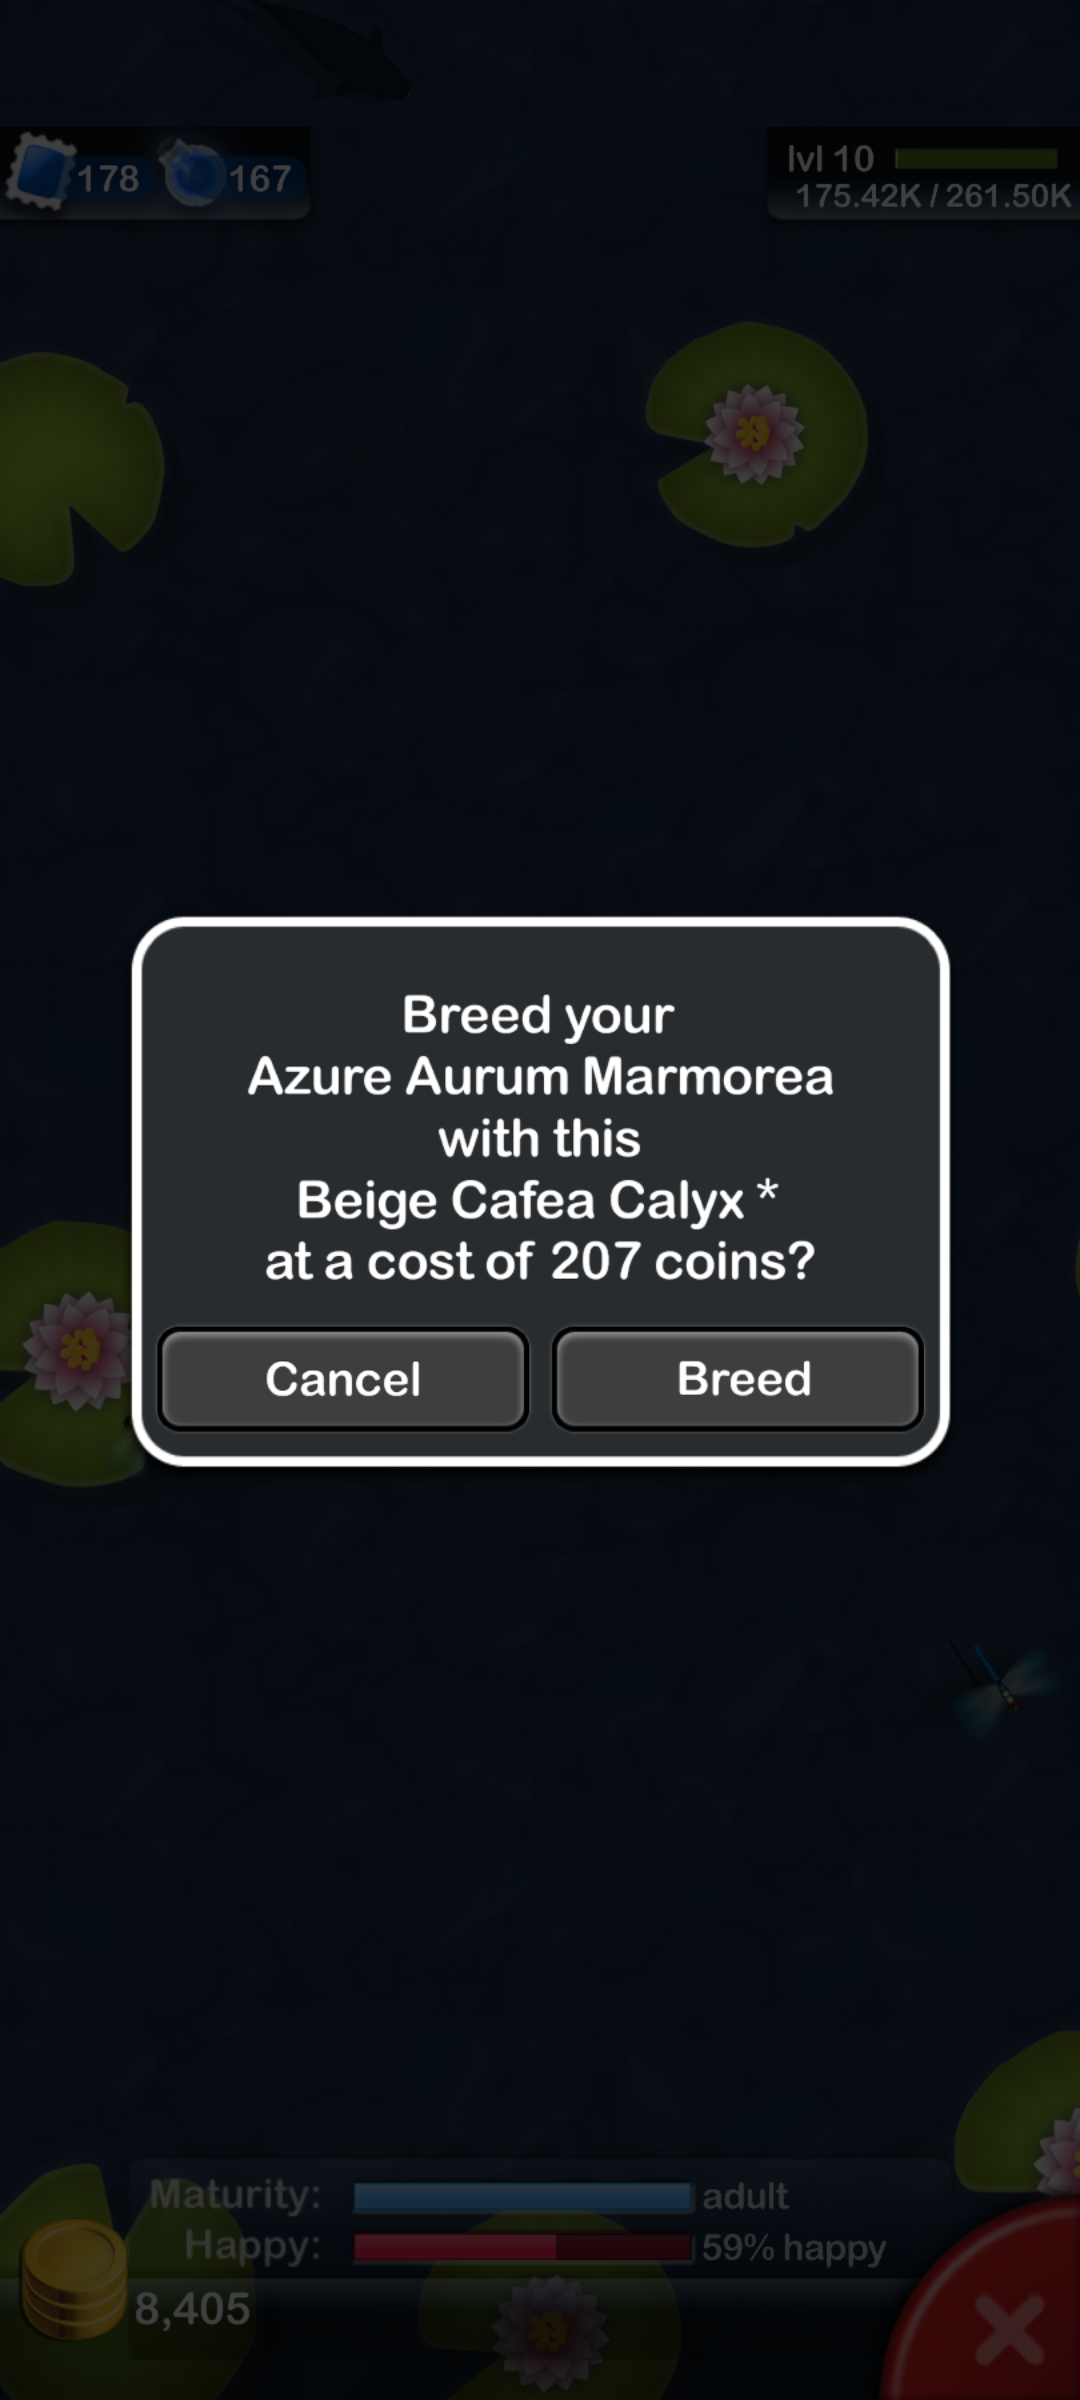 178 167
lvl 10
175.42K / 261.50K
Breed your
Azure Aurum Marmorea
with this
Beige Cafea Calyx *
at a cost of 207 coins?
Cancel Breed
Maturity: adult
Happy: 59% happy
8,405